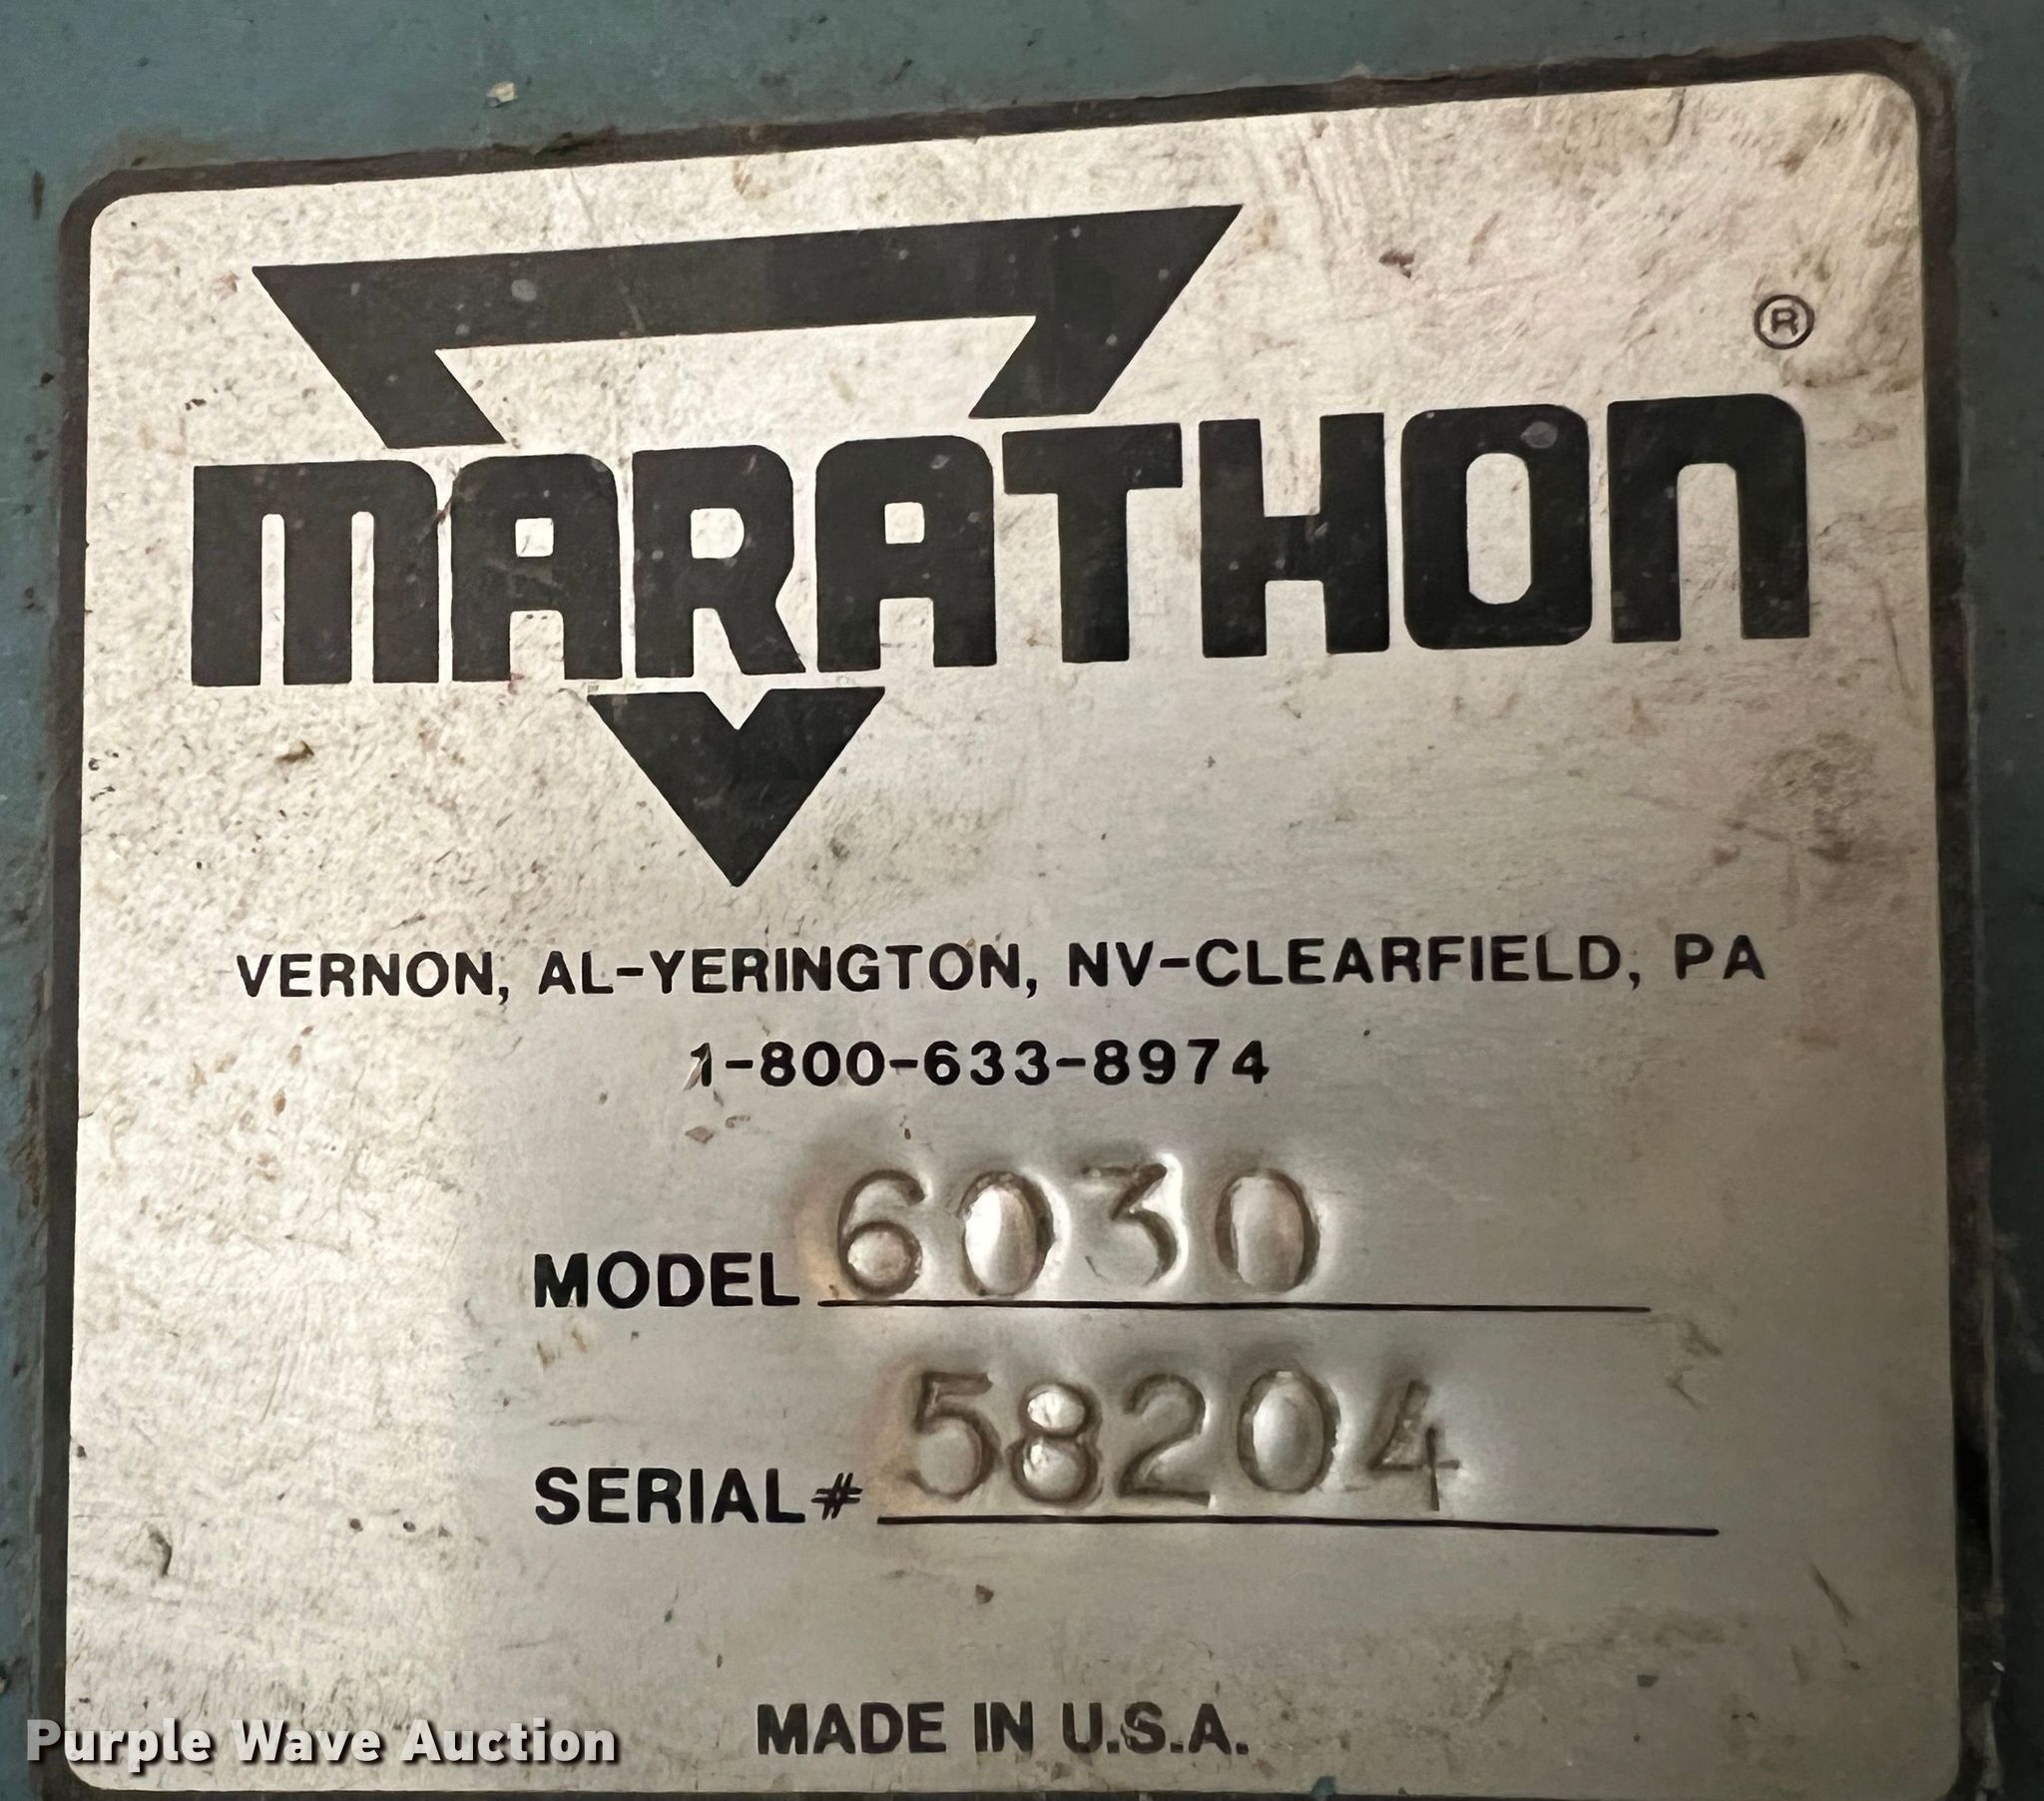 ®
MARATHON
VERNON, AL-YERINGTON, NV-CLEARFIELD, PA
1-800-633-8974
MODEL 6030
SERIAL# 58204
MADE IN U.S.A.
Purple Wave Auction